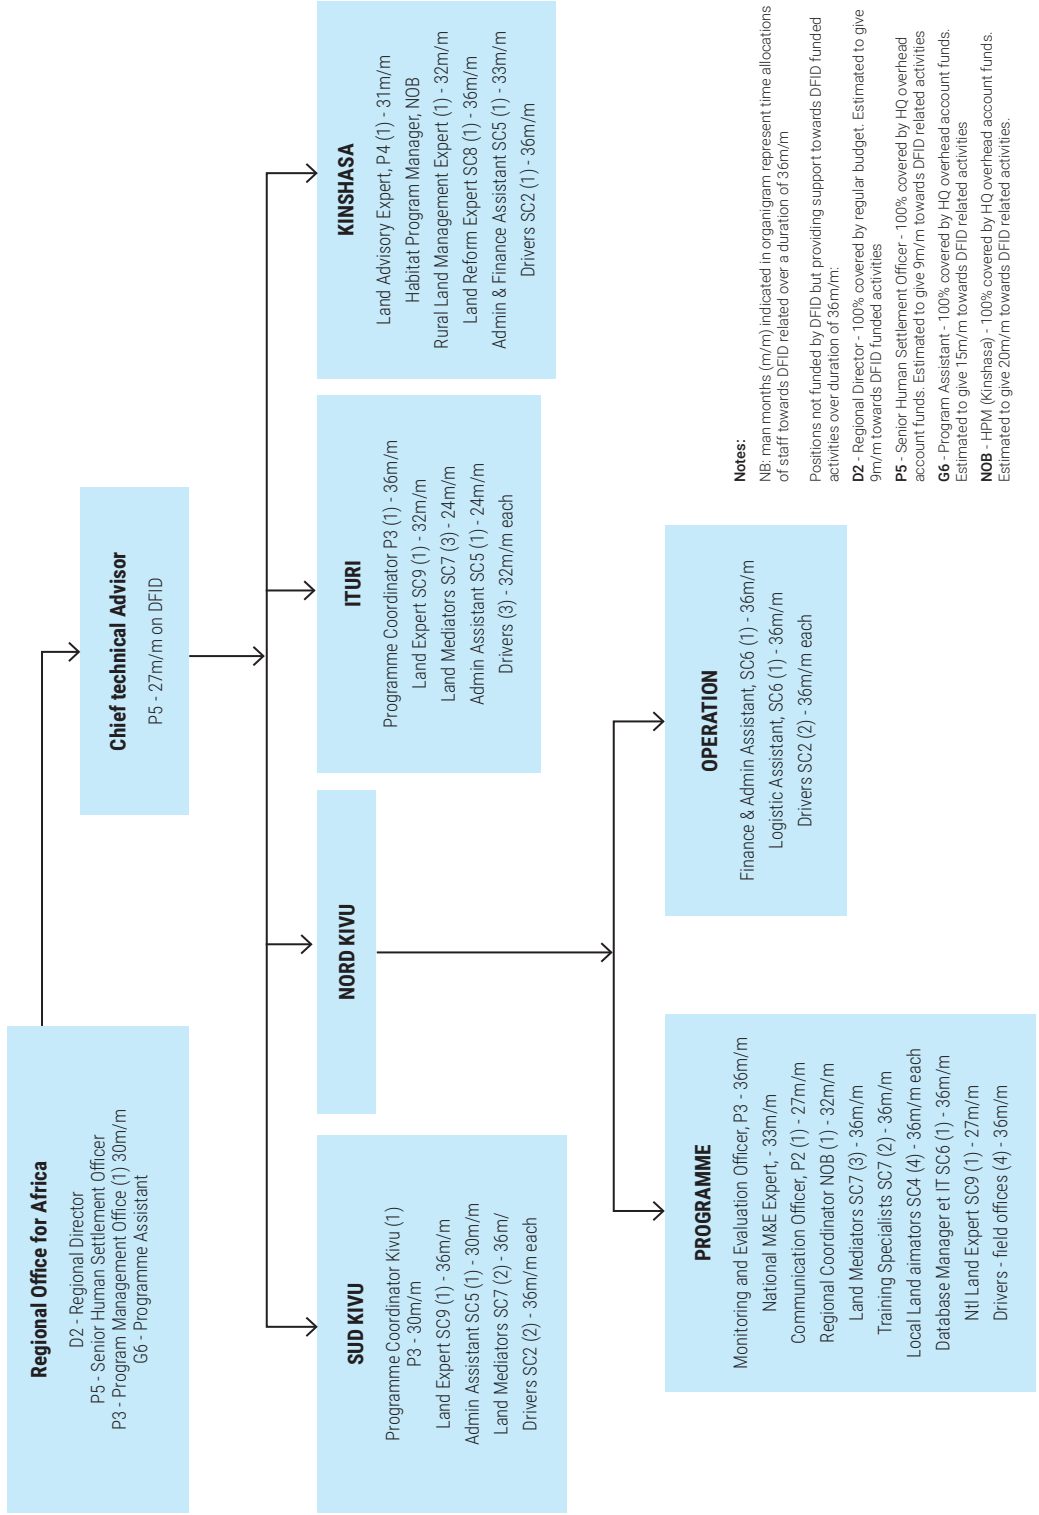 Regional Office for Africa
D2 - Regional Director
P5 - Senior Human Settlement Officer
P3 - Program Management Office (1) 30m/m
G6 - Programme Assistant
Chief technical Advisor
P5 - 27m/m on DFID
SUD KIVU
Programme Coordinator Kivu (1)
P3 - 30m/m
Land Expert SC9 (1) - 36m/m
Admin Assistant SC5 (1) - 30m/m
Land Mediators SC7 (2) - 36m/
Drivers SC2 (2) - 36m/m each
NORD KIVU
ITURI
Programme Coordinator P3 (1) - 36m/m
Land Expert SC9 (1) - 32m/m
Land Mediators SC7 (3) - 24m/m
Admin Assistant SC5 (1) - 24m/m
Drivers (3) - 32m/m each
KINSHASA
Land Advisory Expert, P4 (1) - 31m/m
Habitat Program Manager, NOB
Rural Land Management Expert (1) - 32m/m
Land Reform Expert SC8 (1) - 36m/m
Admin & Finance Assistant SC5 (1) - 33m/m
Drivers SC2 (1) - 36m/m
PROGRAMME
Monitoring and Evaluation Officer, P3 - 36m/m
National M&E Expert, - 33m/m
Communication Officer, P2 (1) - 27m/m
Regional Coordinator NOB (1) - 32m/m
Land Mediators SC7 (3) - 36m/m
Training Specialists SC7 (2) - 36m/m
Local Land aimators SC4 (4) - 36m/m each
Database Manager et IT SC6 (1) - 36m/m
Ntl Land Expert SC9 (1) - 27m/m
Drivers - field offices (4) - 36m/m
OPERATION
Finance & Admin Assistant, SC6 (1) - 36m/m
Logistic Assistant, SC6 (1) - 36m/m
Drivers SC2 (2) - 36m/m each
Notes:
NB: man months (m/m) indicated in organigram represent time allocations
of staff towards DFID related over a duration of 36m/m
Positions not funded by DFID but providing support towards DFID funded
activities over duration of 36m/m:
D2 - Regional Director - 100% covered by regular budget. Estimated to give
9m/m towards DFID funded activities
P5 - Senior Human Settlement Officer - 100% covered by HQ overhead
account funds. Estimated to give 9m/m towards DFID related activities
G6 - Program Assistant - 100% covered by HQ overhead account funds.
Estimated to give 15m/m towards DFID related activities
NOB - HPM (Kinshasa) - 100% covered by HQ overhead account funds.
Estimated to give 20m/m towards DFID related activities.